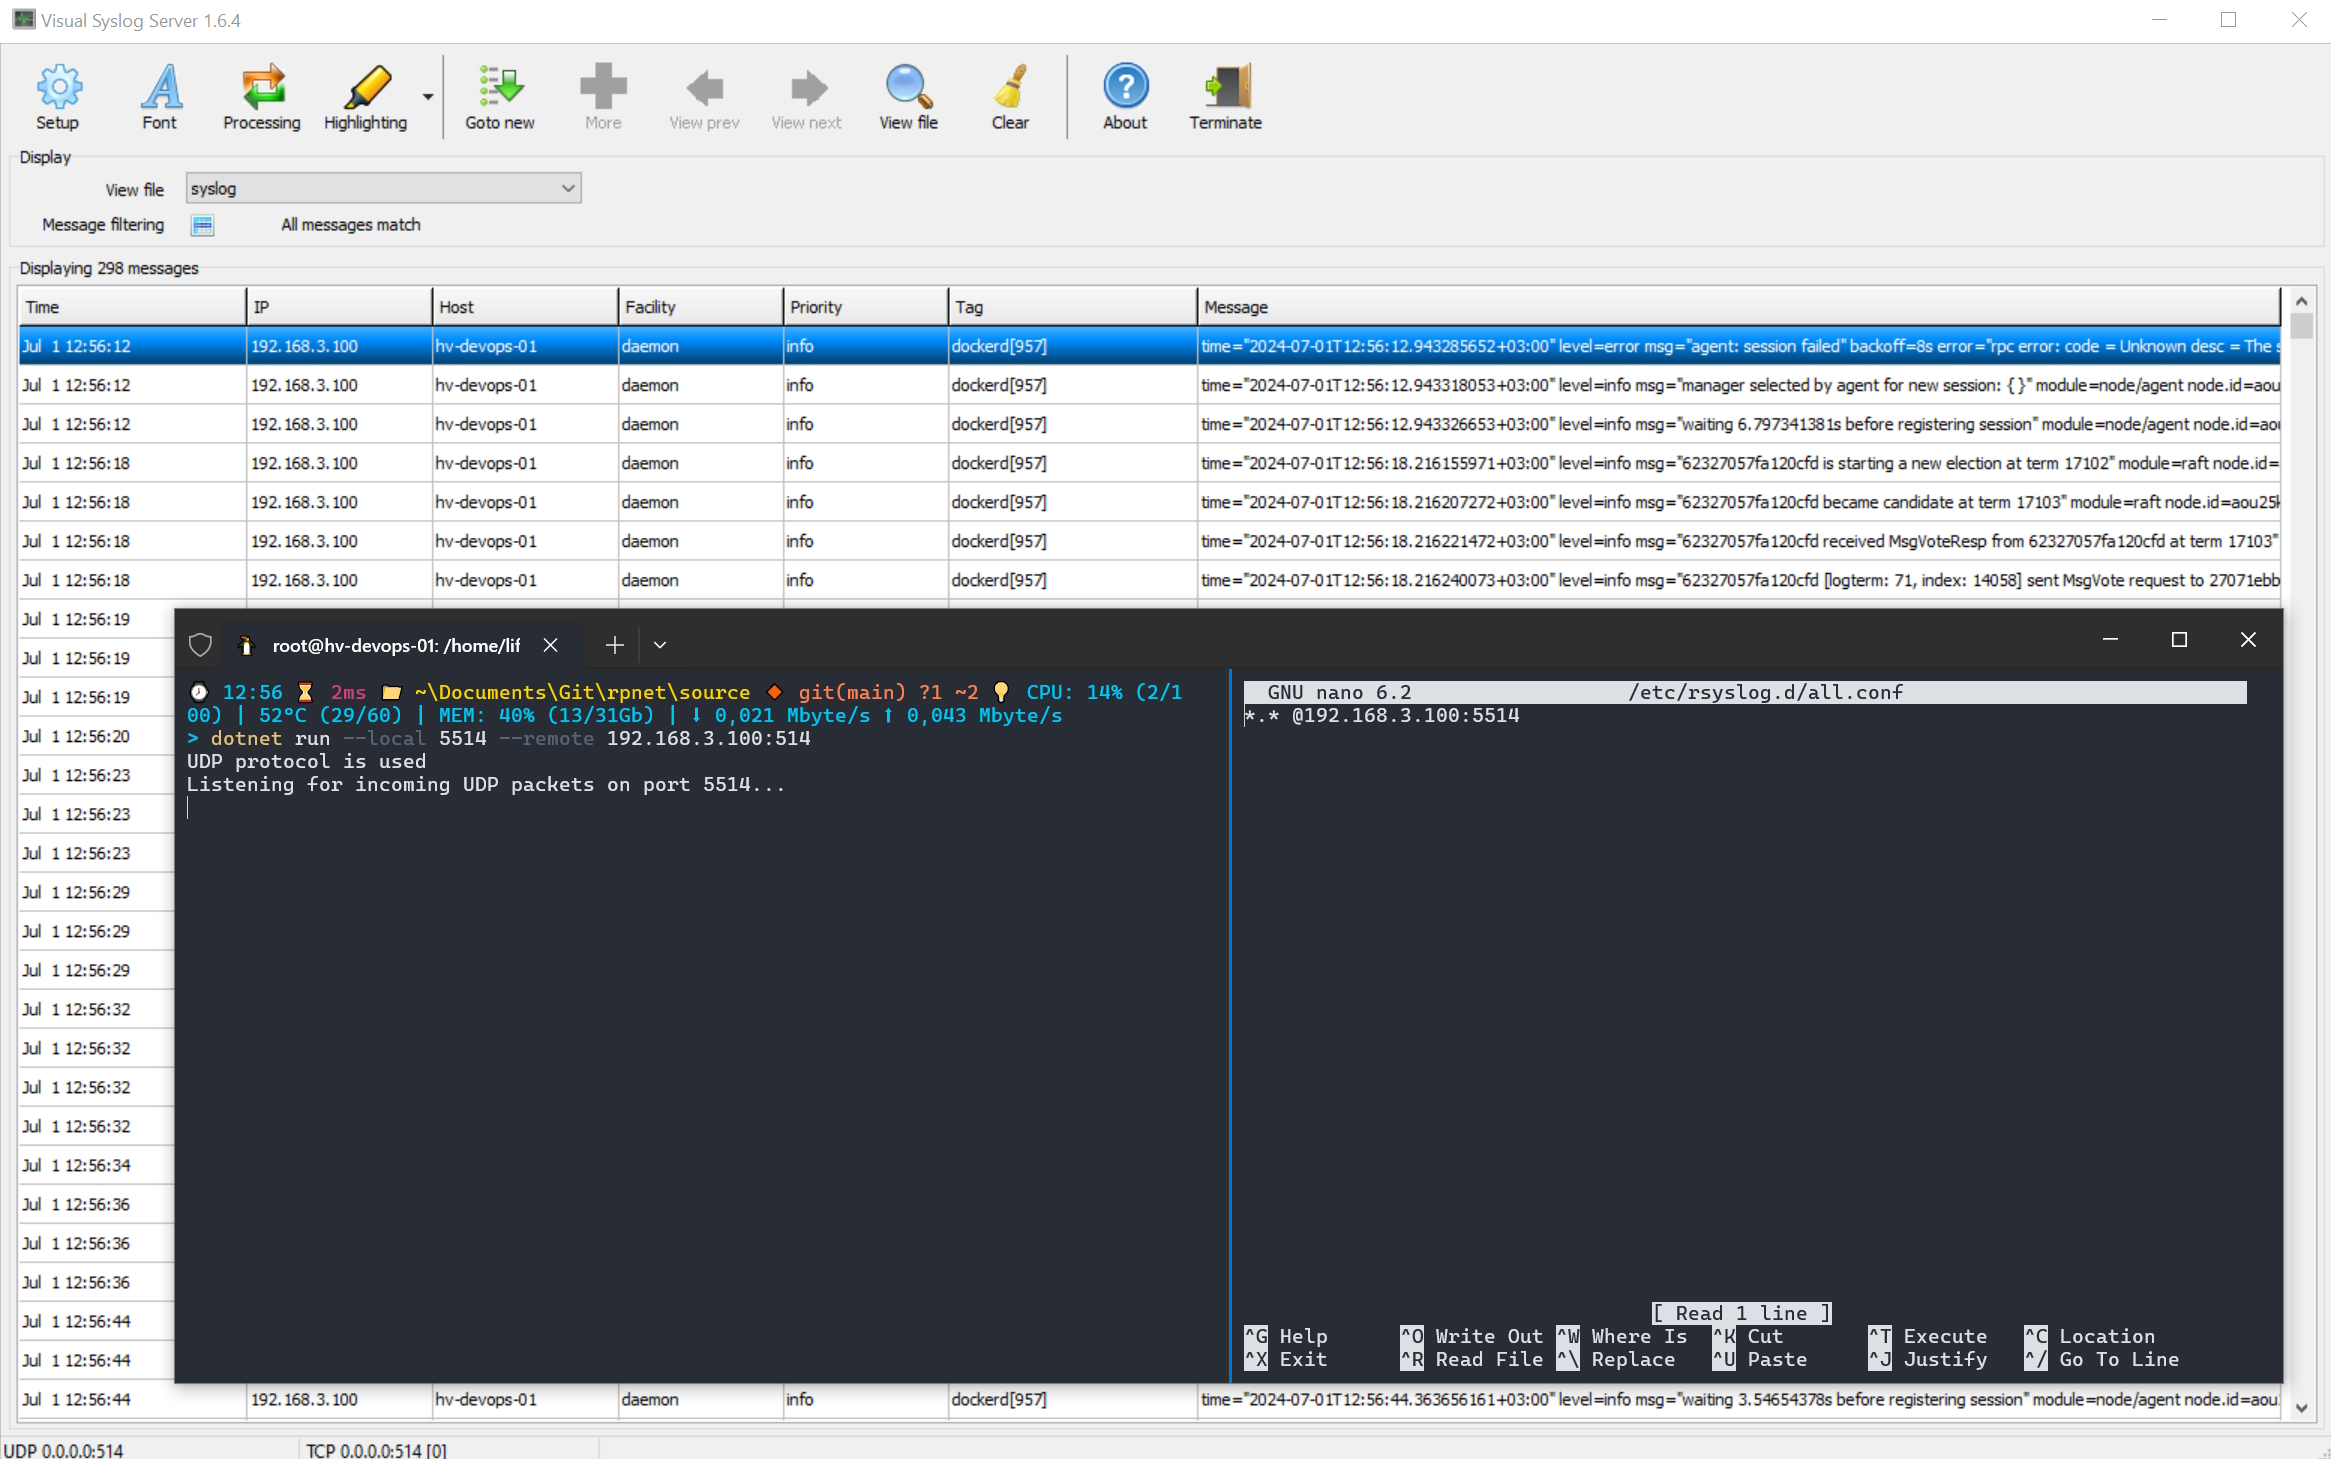 Visual Syslog Server 1.6.4
Setup Font Processing Highlighting Goto new More View prev View next View file Clear About Terminate
Display
View file syslog
Message filtering All messages match
Displaying 298 messages
Time IP Host Facility Priority Tag Message
Jul 1 12:56:12 192.168.3.100 hv-devops-01 daemon info dockerd[957] time="2024-07-01T12:56:12.943285652+03:00" level=error msg="agent: session failed" backoff=8s error="rpc error: code = Unknown desc = The s
Jul 1 12:56:12 192.168.3.100 hv-devops-01 daemon info dockerd[957] time="2024-07-01T12:56:12.943318053+03:00" level=info msg="manager selected by agent for new session: {}" module=node/agent node.id=aou
Jul 1 12:56:12 192.168.3.100 hv-devops-01 daemon info dockerd[957] time="2024-07-01T12:56:12.943326653+03:00" level=info msg="waiting 6.797341381s before registering session" module=node/agent node.id=aou
Jul 1 12:56:18 192.168.3.100 hv-devops-01 daemon info dockerd[957] time="2024-07-01T12:56:18.216155971+03:00" level=info msg="62327057fa120cfd is starting a new election at term 17102" module=raft node.id=
Jul 1 12:56:18 192.168.3.100 hv-devops-01 daemon info dockerd[957] time="2024-07-01T12:56:18.216207272+03:00" level=info msg="62327057fa120cfd became candidate at term 17103" module=raft node.id=aou25k
Jul 1 12:56:18 192.168.3.100 hv-devops-01 daemon info dockerd[957] time="2024-07-01T12:56:18.216221472+03:00" level=info msg="62327057fa120cfd received MsgVoteResp from 62327057fa120cfd at term 17103"
Jul 1 12:56:18 192.168.3.100 hv-devops-01 daemon info dockerd[957] time="2024-07-01T12:56:18.216240073+03:00" level=info msg="62327057fa120cfd [logterm: 71, index: 14058] sent MsgVote request to 27071ebb
Jul 1 12:56:19
Jul 1 12:56:19
Jul 1 12:56:19
Jul 1 12:56:20
Jul 1 12:56:23
Jul 1 12:56:23
Jul 1 12:56:23
Jul 1 12:56:29
Jul 1 12:56:29
Jul 1 12:56:29
Jul 1 12:56:32
Jul 1 12:56:32
Jul 1 12:56:32
Jul 1 12:56:32
Jul 1 12:56:34
Jul 1 12:56:36
Jul 1 12:56:36
Jul 1 12:56:36
Jul 1 12:56:44
Jul 1 12:56:44
root@hv-devops-01: /home/lif
12:56 2ms ~\Documents\Git\rpnet\source git(main) ?1 ~2 CPU: 14% (2/1
00) | 52°C (29/60) | MEM: 40% (13/31Gb) | ⬇ 0,021 Mbyte/s ⬆ 0,043 Mbyte/s
> dotnet run --local 5514 --remote 192.168.3.100:514
UDP protocol is used
Listening for incoming UDP packets on port 5514...
GNU nano 6.2 /etc/rsyslog.d/all.conf
*.* @192.168.3.100:5514
[ Read 1 line ]
^G Help ^O Write Out ^W Where Is ^K Cut ^T Execute ^C Location
^X Exit ^R Read File ^\ Replace ^U Paste ^J Justify ^/ Go To Line
Jul 1 12:56:44 192.168.3.100 hv-devops-01 daemon info dockerd[957] time="2024-07-01T12:56:44.363656161+03:00" level=info msg="waiting 3.54654378s before registering session" module=node/agent node.id=aou
UDP 0.0.0.0:514 TCP 0.0.0.0:514 [0]